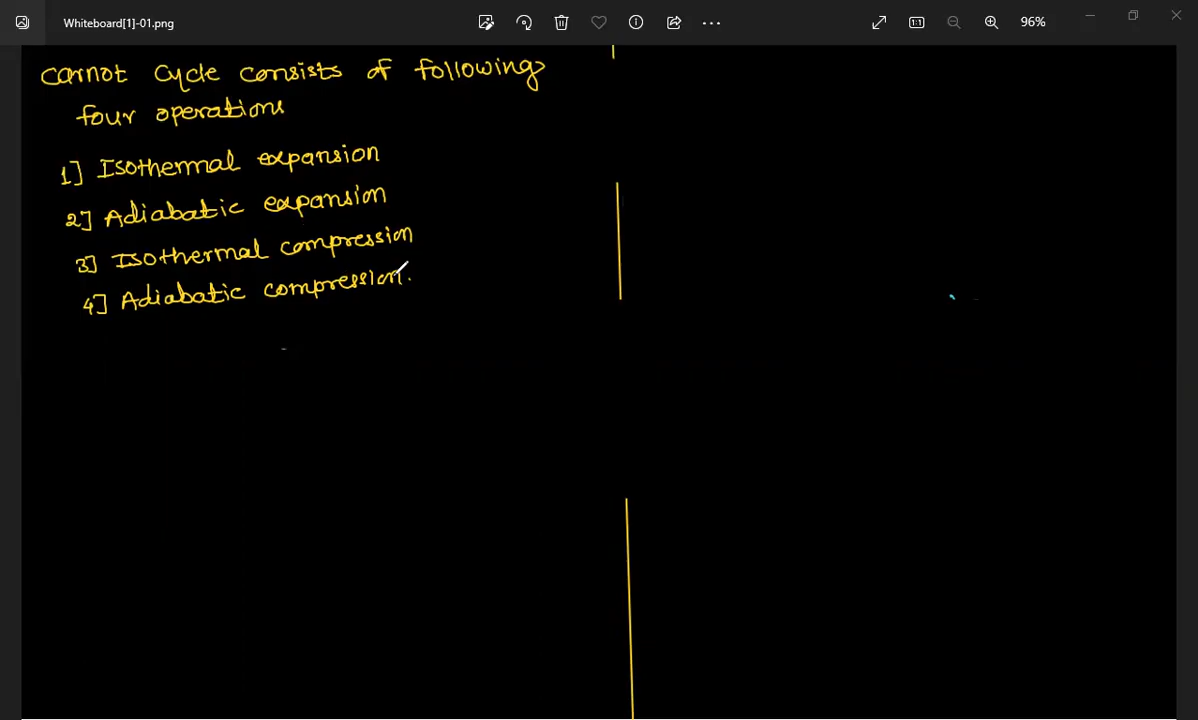 Whiteboard[1]-01.png
96%
Carnot Cycle consists of following
four operations
1] Isothermal expansion
2] Adiabatic expansion
3] Isothermal compression
4] Adiabatic compression.